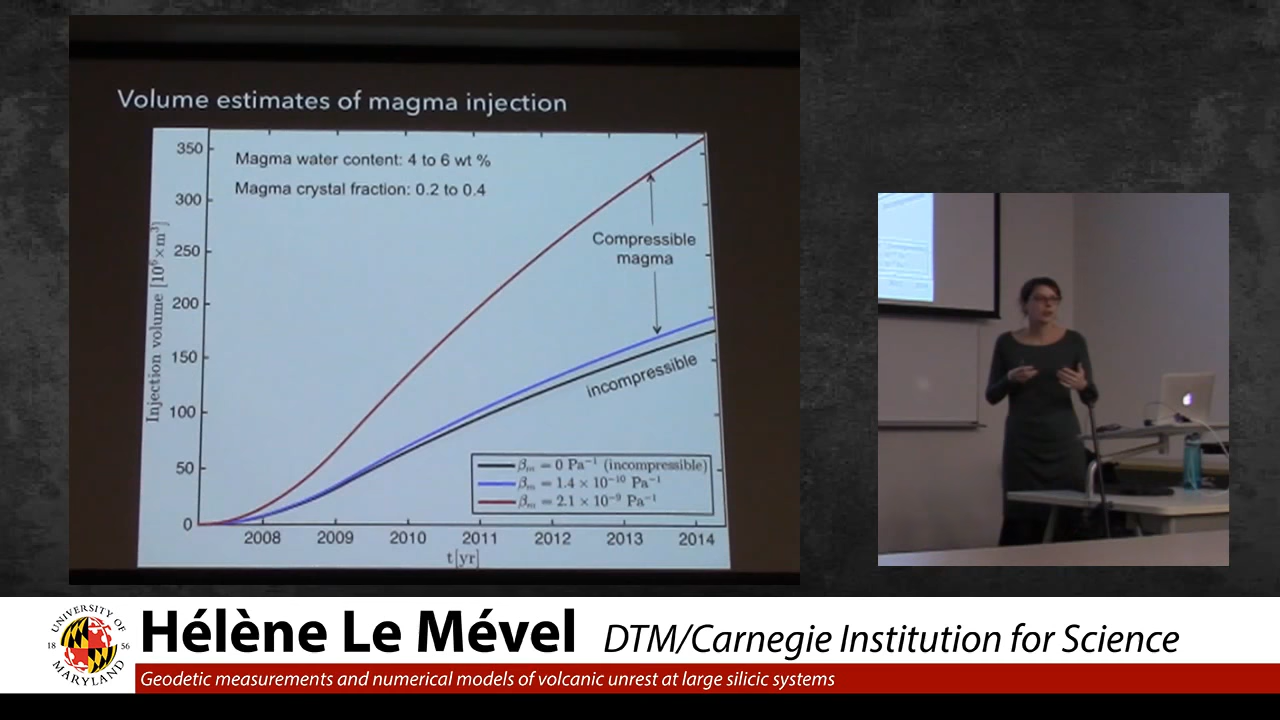 Volume estimates of magma injection
Magma water content: 4 to 6 wt %
Magma crystal fraction: 0.2 to 0.4
Injection volume [10⁶×m³]
350
300
250
200
150
100
50
0
Compressible
magma
incompressible
βₘ = 0 Pa⁻¹ (incompressible)
βₘ = 1.4 × 10⁻¹⁰ Pa⁻¹
βₘ = 2.1 × 10⁻⁹ Pa⁻¹
2008 2009 2010 2011 2012 2013 2014
t[yr]
UNIVERSITY OF
18 56
MARYLAND
Hélène Le Mével DTM/Carnegie Institution for Science
Geodetic measurements and numerical models of volcanic unrest at large silicic systems